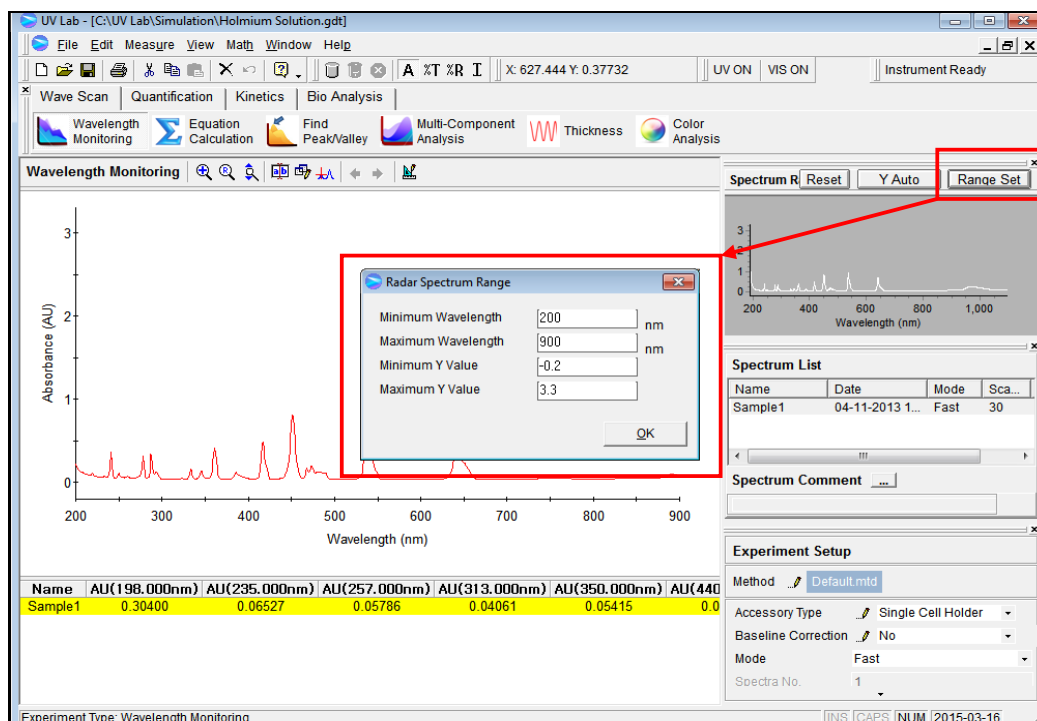 UV Lab - [C:\UV Lab\Simulation\Holmium Solution.gdt]
File Edit Measure View Math Window Help
A %T %R I X: 627.444 Y: 0.37732 UV ON VIS ON Instrument Ready
Wave Scan Quantification Kinetics Bio Analysis
Wavelength Monitoring Equation Calculation Find Peak/Valley Multi-Component Analysis Thickness Color Analysis
Wavelength Monitoring
Absorbance (AU)
3
2
1
0
200 300 400 500 600 700 800 900
Wavelength (nm)
Radar Spectrum Range
Minimum Wavelength 200 nm
Maximum Wavelength 900 nm
Minimum Y Value -0.2
Maximum Y Value 3.3
OK
Name AU(198.000nm) AU(235.000nm) AU(257.000nm) AU(313.000nm) AU(350.000nm) AU(440
Sample1 0.30400 0.06527 0.05786 0.04061 0.05415 0.0
Spectrum R Reset Y Auto Range Set
3
2
1
0
200 400 600 800 1,000
Wavelength (nm)
Spectrum List
Name Date Mode Sca...
Sample1 04-11-2013 1... Fast 30
Spectrum Comment ...
Experiment Setup
Method Default.mtd
Accessory Type Single Cell Holder
Baseline Correction No
Mode Fast
Spectra No. 1
Experiment Type: Wavelength Monitoring INS CAPS NUM 2015-03-16